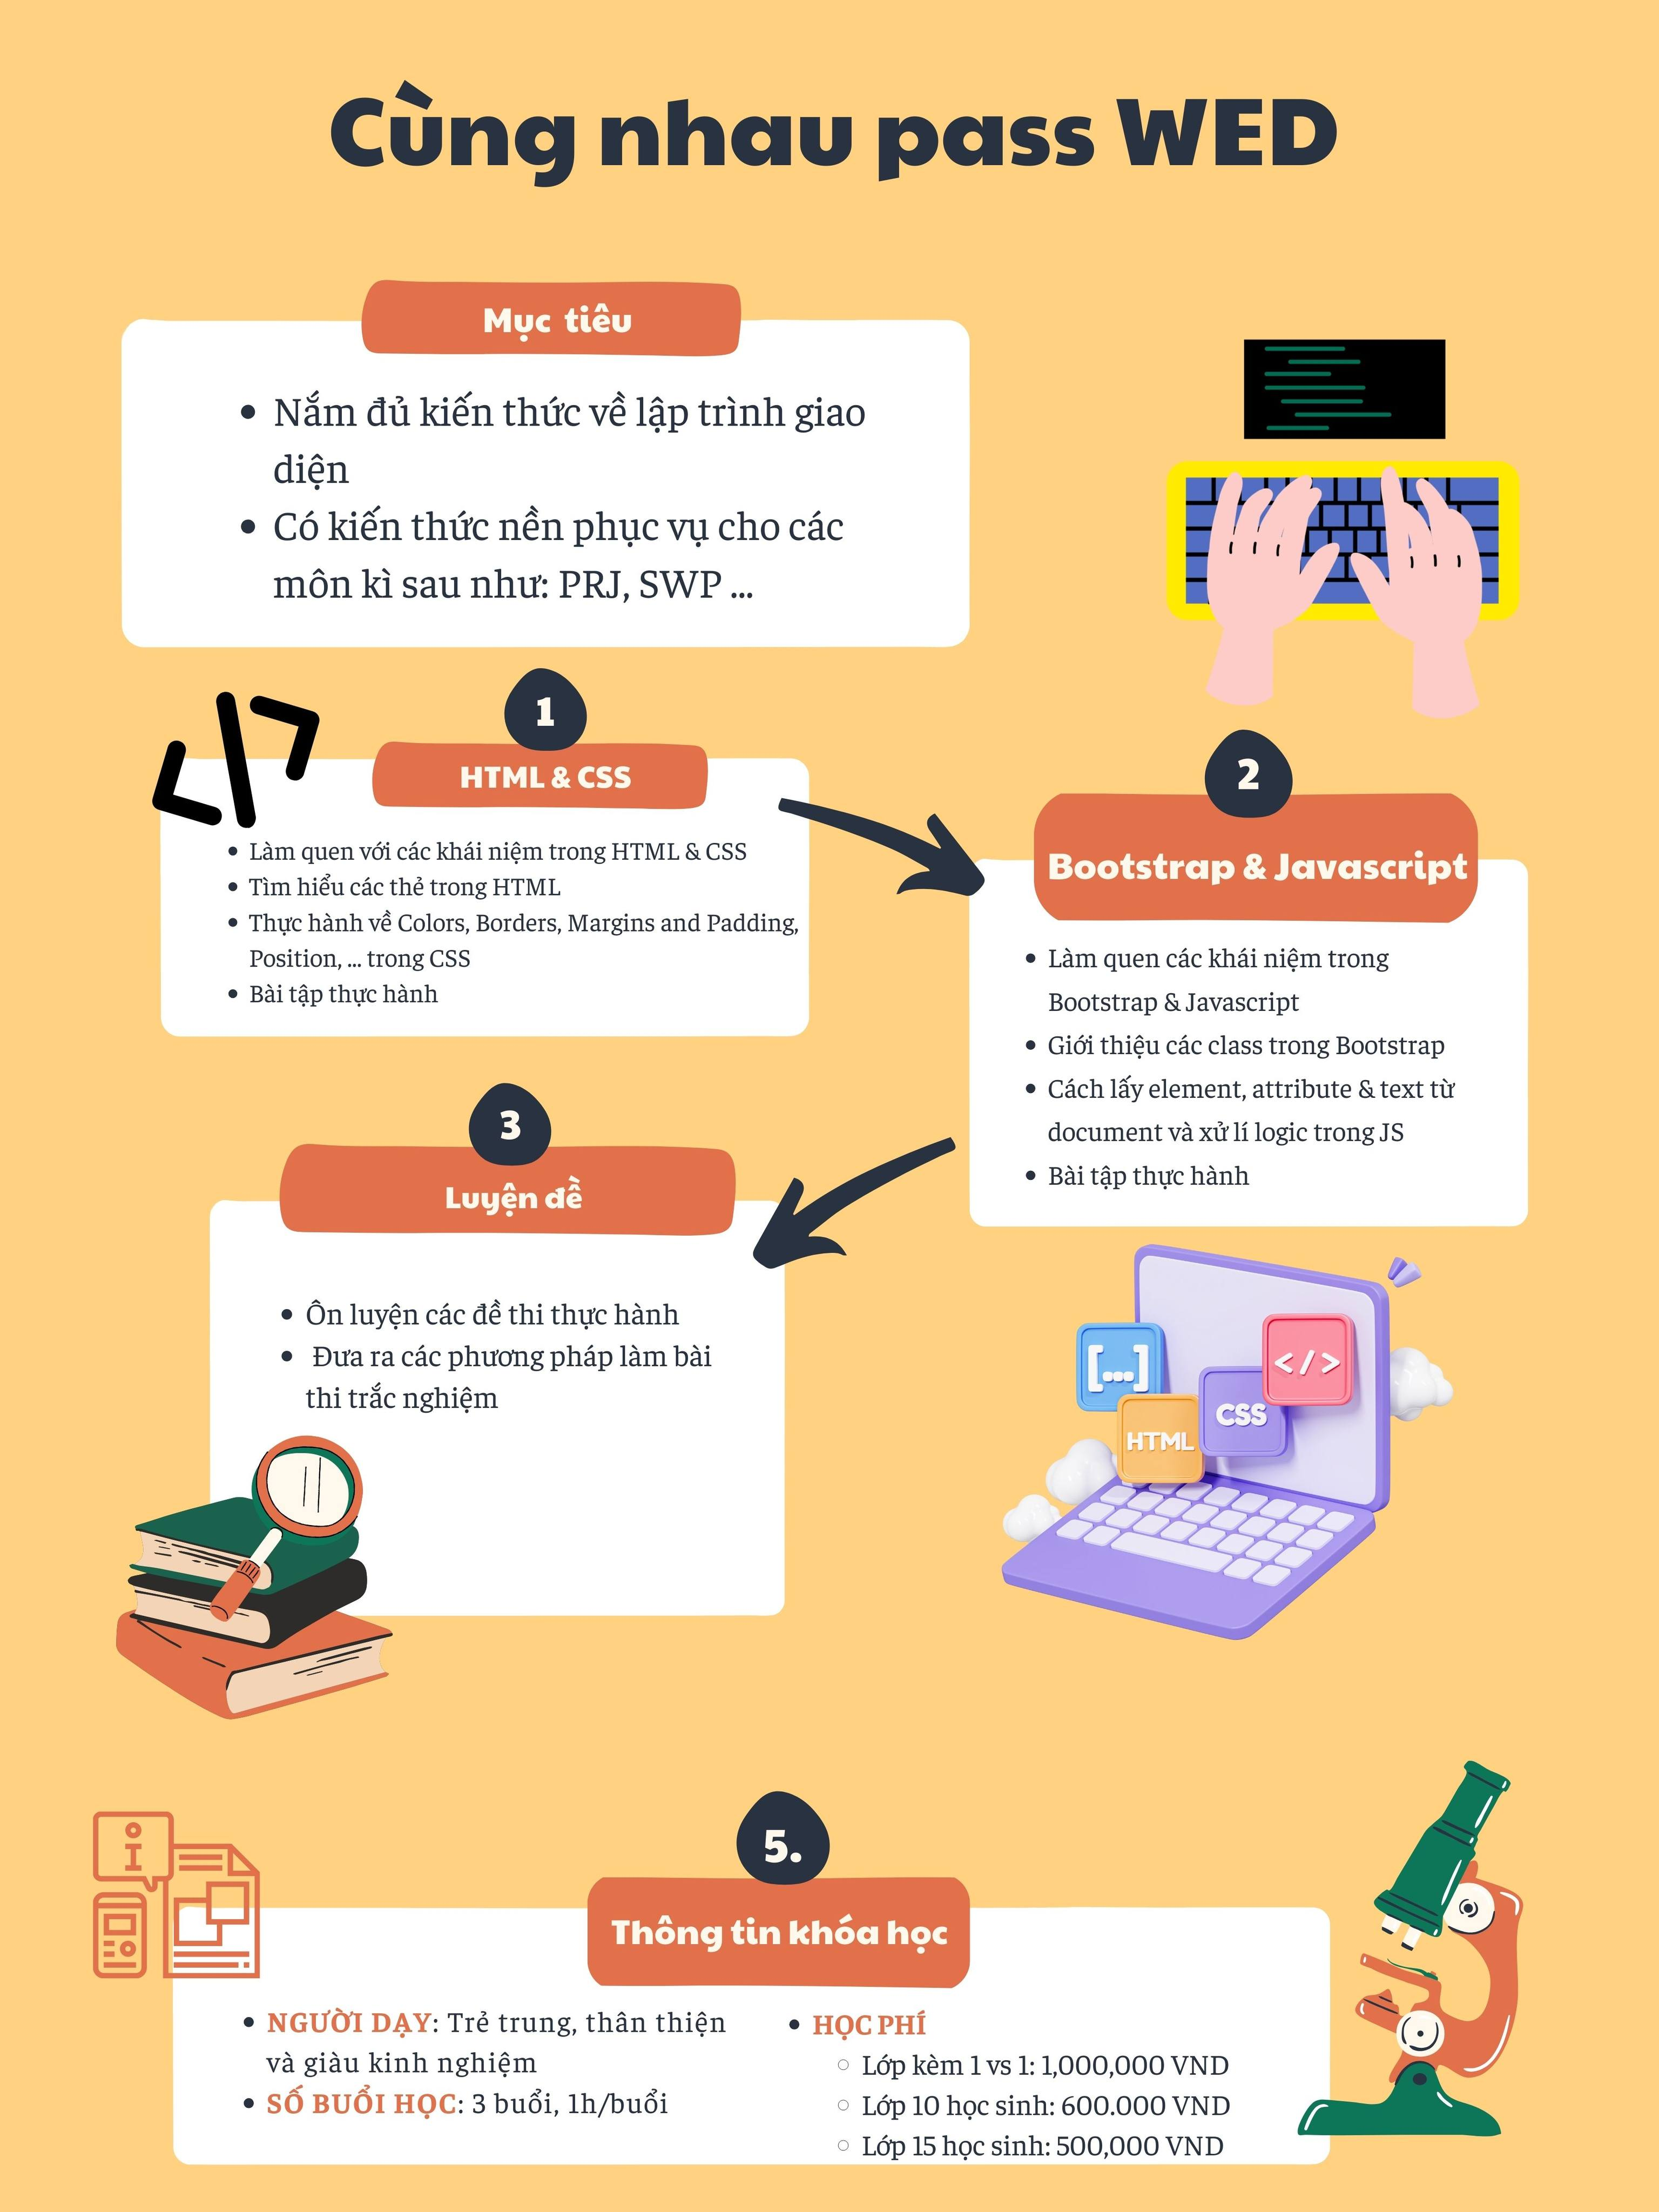 Cùng nhau pass WED
Mục tiêu
Nắm đủ kiến thức về lập trình giao
diện
Có kiến thức nền phục vụ cho các
môn kì sau như: PRJ, SWP ...
1
HTML & CSS
Làm quen với các khái niệm trong HTML & CSS
Tìm hiểu các thẻ trong HTML
Thực hành về Colors, Borders, Margins and Padding,
Position, ... trong CSS
Bài tập thực hành
2
Bootstrap & Javascript
Làm quen các khái niệm trong
Bootstrap & Javascript
Giới thiệu các class trong Bootstrap
Cách lấy element, attribute & text từ
document và xử lí logic trong JS
Bài tập thực hành
3
Luyện đề
Ôn luyện các đề thi thực hành
Đưa ra các phương pháp làm bài
thi trắc nghiệm
[...]
</>
CSS
HTML
5.
Thông tin khóa học
NGƯỜI DẠY: Trẻ trung, thân thiện
và giàu kinh nghiệm
SỐ BUỔI HỌC: 3 buổi, 1h/buổi
HỌC PHÍ
Lớp kèm 1 vs 1: 1,000,000 VND
Lớp 10 học sinh: 600.000 VND
Lớp 15 học sinh: 500,000 VND